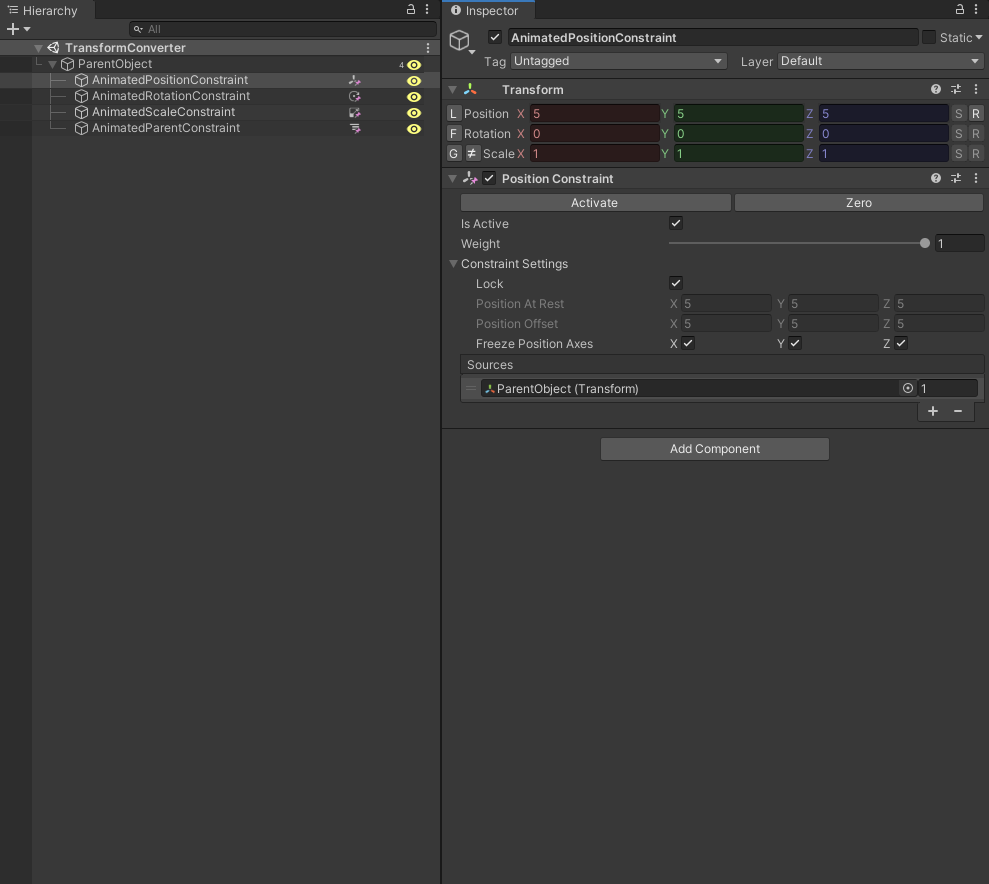 Hierarchy
All
TransformConverter
ParentObject 4
AnimatedPositionConstraint
AnimatedRotationConstraint
AnimatedScaleConstraint
AnimatedParentConstraint
Inspector
AnimatedPositionConstraint Static
Tag Untagged Layer Default
Transform
L Position X 5 Y 5 Z 5 S R
F Rotation X 0 Y 0 Z 0 S R
G ≠ Scale X 1 Y 1 Z 1 S R
Position Constraint
Activate Zero
Is Active
Weight 1
Constraint Settings
Lock
Position At Rest X 5 Y 5 Z 5
Position Offset X 5 Y 5 Z 5
Freeze Position Axes X Y Z
Sources
ParentObject (Transform) 1
+ −
Add Component